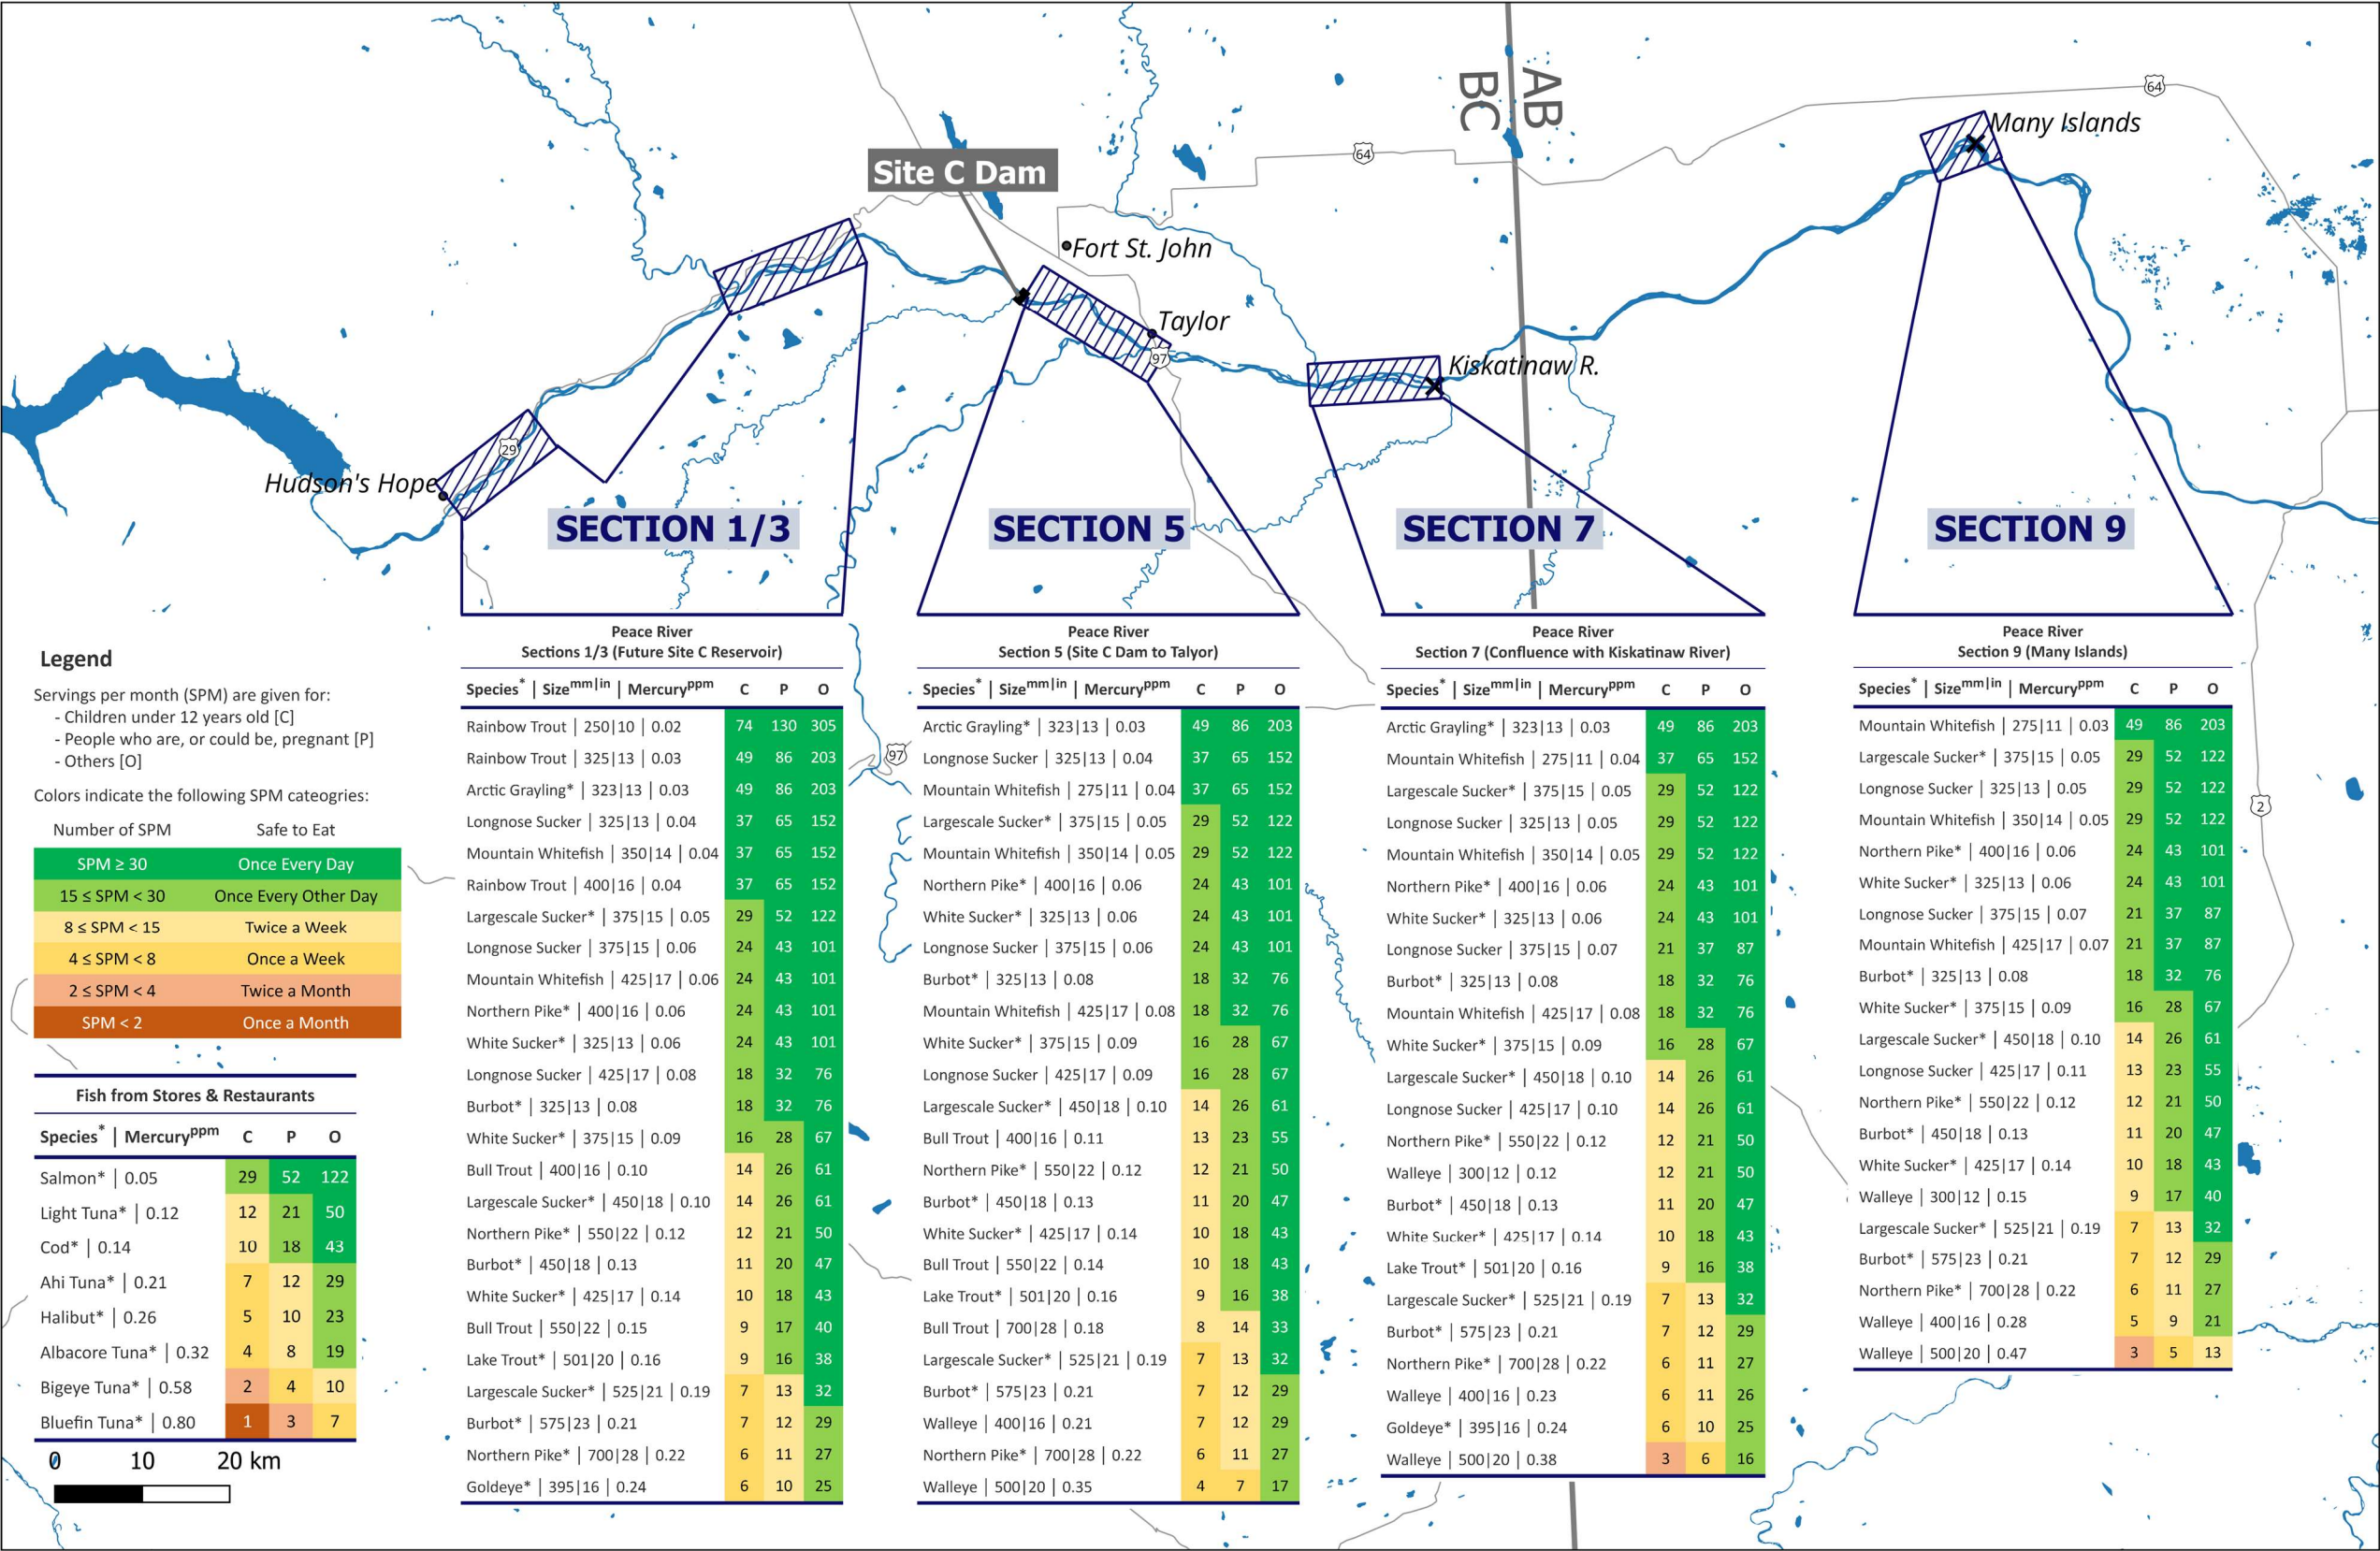 64
AB
BC
Many Islands
64
Site C Dam
Fort St. John
Taylor
97
Kiskatinaw R.
29
Hudson's Hope
SECTION 1/3
SECTION 5
SECTION 7
SECTION 9
97
2
Legend
Servings per month (SPM) are given for:
- Children under 12 years old [C]
- People who are, or could be, pregnant [P]
- Others [O]
Colors indicate the following SPM cateogries:
Number of SPM Safe to Eat
SPM ≥ 30 Once Every Day
15 ≤ SPM < 30 Once Every Other Day
8 ≤ SPM < 15 Twice a Week
4 ≤ SPM < 8 Once a Week
2 ≤ SPM < 4 Twice a Month
SPM < 2 Once a Month
Fish from Stores & Restaurants
Species* | Mercuryppm C P O
Salmon* | 0.05 29 52 122
Light Tuna* | 0.12 12 21 50
Cod* | 0.14 10 18 43
Ahi Tuna* | 0.21 7 12 29
Halibut* | 0.26 5 10 23
Albacore Tuna* | 0.32 4 8 19
Bigeye Tuna* | 0.58 2 4 10
Bluefin Tuna* | 0.80 1 3 7
0 10 20 km
Peace River
Sections 1/3 (Future Site C Reservoir)
Species* | Sizemm|in | Mercuryppm C P O
Rainbow Trout | 250|10 | 0.02 74 130 305
Rainbow Trout | 325|13 | 0.03 49 86 203
Arctic Grayling* | 323|13 | 0.03 49 86 203
Longnose Sucker | 325|13 | 0.04 37 65 152
Mountain Whitefish | 350|14 | 0.04 37 65 152
Rainbow Trout | 400|16 | 0.04 37 65 152
Largescale Sucker* | 375|15 | 0.05 29 52 122
Longnose Sucker | 375|15 | 0.06 24 43 101
Mountain Whitefish | 425|17 | 0.06 24 43 101
Northern Pike* | 400|16 | 0.06 24 43 101
White Sucker* | 325|13 | 0.06 24 43 101
Longnose Sucker | 425|17 | 0.08 18 32 76
Burbot* | 325|13 | 0.08 18 32 76
White Sucker* | 375|15 | 0.09 16 28 67
Bull Trout | 400|16 | 0.10 14 26 61
Largescale Sucker* | 450|18 | 0.10 14 26 61
Northern Pike* | 550|22 | 0.12 12 21 50
Burbot* | 450|18 | 0.13 11 20 47
White Sucker* | 425|17 | 0.14 10 18 43
Bull Trout | 550|22 | 0.15 9 17 40
Lake Trout* | 501|20 | 0.16 9 16 38
Largescale Sucker* | 525|21 | 0.19 7 13 32
Burbot* | 575|23 | 0.21 7 12 29
Northern Pike* | 700|28 | 0.22 6 11 27
Goldeye* | 395|16 | 0.24 6 10 25
Peace River
Section 5 (Site C Dam to Talyor)
Species* | Sizemm|in | Mercuryppm C P O
Arctic Grayling* | 323|13 | 0.03 49 86 203
Longnose Sucker | 325|13 | 0.04 37 65 152
Mountain Whitefish | 275|11 | 0.04 37 65 152
Largescale Sucker* | 375|15 | 0.05 29 52 122
Mountain Whitefish | 350|14 | 0.05 29 52 122
Northern Pike* | 400|16 | 0.06 24 43 101
White Sucker* | 325|13 | 0.06 24 43 101
Longnose Sucker | 375|15 | 0.06 24 43 101
Burbot* | 325|13 | 0.08 18 32 76
Mountain Whitefish | 425|17 | 0.08 18 32 76
White Sucker* | 375|15 | 0.09 16 28 67
Longnose Sucker | 425|17 | 0.09 16 28 67
Largescale Sucker* | 450|18 | 0.10 14 26 61
Bull Trout | 400|16 | 0.11 13 23 55
Northern Pike* | 550|22 | 0.12 12 21 50
Burbot* | 450|18 | 0.13 11 20 47
White Sucker* | 425|17 | 0.14 10 18 43
Bull Trout | 550|22 | 0.14 10 18 43
Lake Trout* | 501|20 | 0.16 9 16 38
Bull Trout | 700|28 | 0.18 8 14 33
Largescale Sucker* | 525|21 | 0.19 7 13 32
Burbot* | 575|23 | 0.21 7 12 29
Walleye | 400|16 | 0.21 7 12 29
Northern Pike* | 700|28 | 0.22 6 11 27
Walleye | 500|20 | 0.35 4 7 17
Peace River
Section 7 (Confluence with Kiskatinaw River)
Species* | Sizemm|in | Mercuryppm C P O
Arctic Grayling* | 323|13 | 0.03 49 86 203
Mountain Whitefish | 275|11 | 0.04 37 65 152
Largescale Sucker* | 375|15 | 0.05 29 52 122
Longnose Sucker | 325|13 | 0.05 29 52 122
Mountain Whitefish | 350|14 | 0.05 29 52 122
Northern Pike* | 400|16 | 0.06 24 43 101
White Sucker* | 325|13 | 0.06 24 43 101
Longnose Sucker | 375|15 | 0.07 21 37 87
Burbot* | 325|13 | 0.08 18 32 76
Mountain Whitefish | 425|17 | 0.08 18 32 76
White Sucker* | 375|15 | 0.09 16 28 67
Largescale Sucker* | 450|18 | 0.10 14 26 61
Longnose Sucker | 425|17 | 0.10 14 26 61
Northern Pike* | 550|22 | 0.12 12 21 50
Walleye | 300|12 | 0.12 12 21 50
Burbot* | 450|18 | 0.13 11 20 47
White Sucker* | 425|17 | 0.14 10 18 43
Lake Trout* | 501|20 | 0.16 9 16 38
Largescale Sucker* | 525|21 | 0.19 7 13 32
Burbot* | 575|23 | 0.21 7 12 29
Northern Pike* | 700|28 | 0.22 6 11 27
Walleye | 400|16 | 0.23 6 11 26
Goldeye* | 395|16 | 0.24 6 10 25
Walleye | 500|20 | 0.38 3 6 16
Peace River
Section 9 (Many Islands)
Species* | Sizemm|in | Mercuryppm C P O
Mountain Whitefish | 275|11 | 0.03 49 86 203
Largescale Sucker* | 375|15 | 0.05 29 52 122
Longnose Sucker | 325|13 | 0.05 29 52 122
Mountain Whitefish | 350|14 | 0.05 29 52 122
Northern Pike* | 400|16 | 0.06 24 43 101
White Sucker* | 325|13 | 0.06 24 43 101
Longnose Sucker | 375|15 | 0.07 21 37 87
Mountain Whitefish | 425|17 | 0.07 21 37 87
Burbot* | 325|13 | 0.08 18 32 76
White Sucker* | 375|15 | 0.09 16 28 67
Largescale Sucker* | 450|18 | 0.10 14 26 61
Longnose Sucker | 425|17 | 0.11 13 23 55
Northern Pike* | 550|22 | 0.12 12 21 50
Burbot* | 450|18 | 0.13 11 20 47
White Sucker* | 425|17 | 0.14 10 18 43
Walleye | 300|12 | 0.15 9 17 40
Largescale Sucker* | 525|21 | 0.19 7 13 32
Burbot* | 575|23 | 0.21 7 12 29
Northern Pike* | 700|28 | 0.22 6 11 27
Walleye | 400|16 | 0.28 5 9 21
Walleye | 500|20 | 0.47 3 5 13